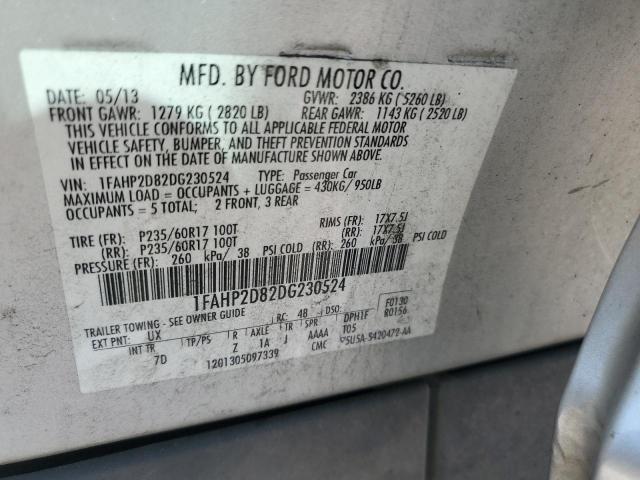 MFD. BY FORD MOTOR CO.
DATE: 05/13 GVWR: 2386 KG ( 5260 LB)
FRONT GAWR: 1279 KG ( 2820 LB) REAR GAWR: 1143 KG ( 2520 LB)
THIS VEHICLE CONFORMS TO ALL APPLICABLE FEDERAL MOTOR
VEHICLE SAFETY, BUMPER, AND THEFT PREVENTION STANDARDS
IN EFFECT ON THE DATE OF MANUFACTURE SHOWN ABOVE.
VIN: 1FAHP2D82DG230524 TYPE: Passenger Car
MAXIMUM LOAD = OCCUPANTS + LUGGAGE = 430KG/ 950LB
OCCUPANTS = 5 TOTAL; 2 FRONT, 3 REAR
TIRE (FR): P235/60R17 100T RIMS (FR): 17X7.5J
(RR): P235/60R17 100T (RR): 17X7.5J
PRESSURE (FR): 260 kPa/ 38 PSI COLD (RR): 260 kPa/ 38 PSI COLD
1FAHP2D82DG230524
TRAILER TOWING - SEE OWNER GUIDE RC: 48 DSO: F0130
EXT PNT: UX R AXLE TR SPR DPH1F R0156
INT TR TP/PS Z 1A J AAAA T05
7D CMC 5U5A-5420472-AA
1201305097339